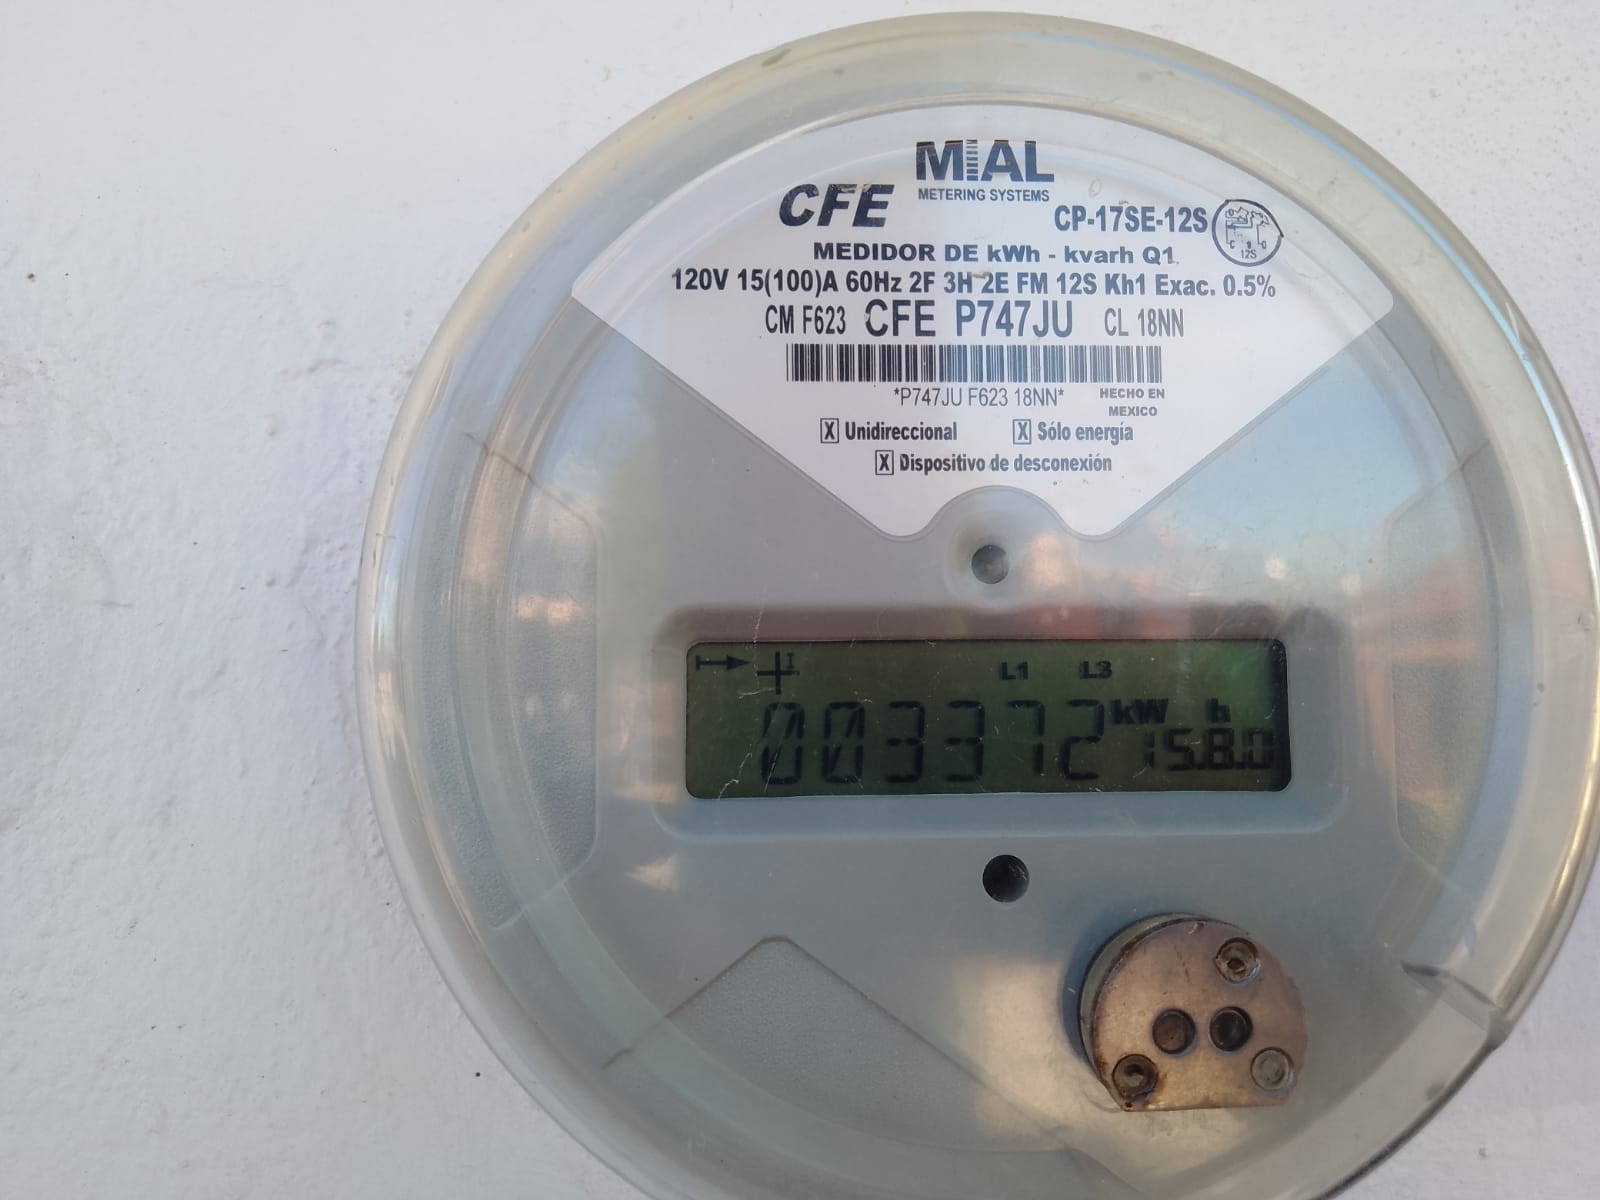 MIAL
METERING SYSTEMS
CFE
CP-17SE-12S
12S
MEDIDOR DE kWh - kvarh Q1
120V 15(100)A 60Hz 2F 3H 2E FM 12S Kh1 Exac. 0.5%
CM F623 CFE P747JU CL 18NN
*P747JU F623 18NN*
HECHO EN
MEXICO
X Unidireccional X Sólo energía
X Dispositivo de desconexión
I L1 L3
003372 kW h
15.8.0